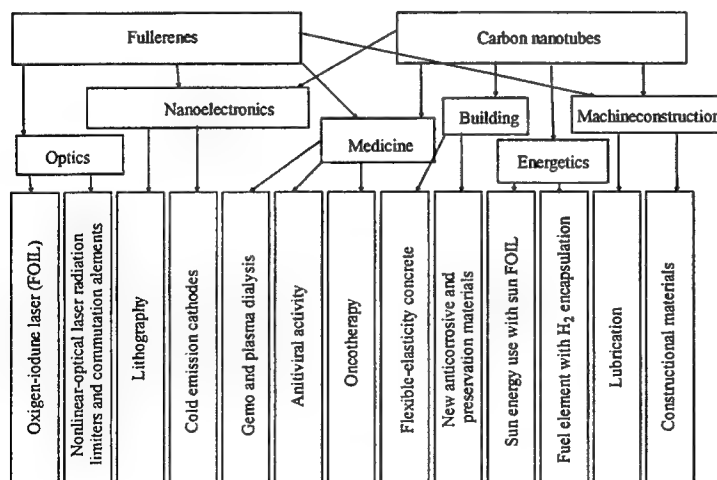 Fullerenes
Carbon nanotubes
Nanoelectronics
Building
Machineconstruction
Optics
Medicine
Energetics
Oxigen-iodune laser (FOIL)
Nonlinear-optical laser radiation
limiters and commutation alements
Lithography
Cold emission cathodes
Gemo and plasma dialysis
Anitiviral activity
Oncotherapy
Flexible-elasticity concrete
New anticorrosive and
preservation materials
Sun energy use with sun FOIL
Fuel element with H₂ encapsulation
Lubrication
Constructional materials